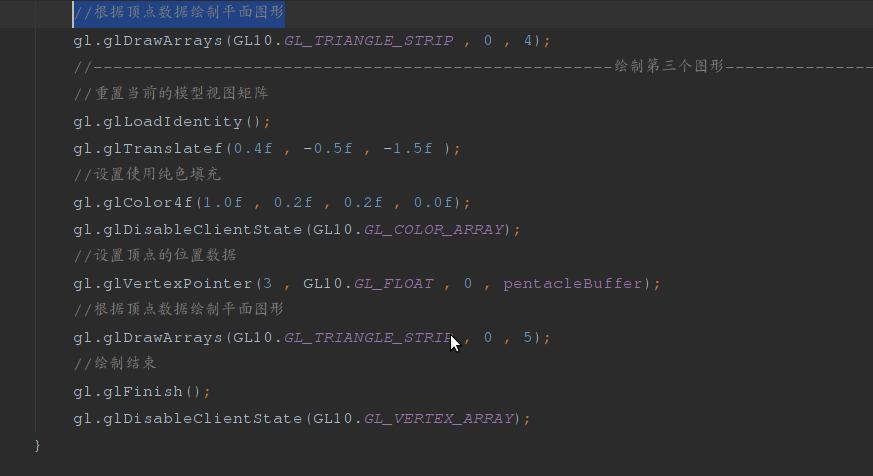 //根据顶点数据绘制平面图形
gl.glDrawArrays(GL10.GL_TRIANGLE_STRIP , 0 , 4);
//----------------------------------------------------绘制第三个图形---------------
//重置当前的模型视图矩阵
gl.glLoadIdentity();
gl.glTranslatef(0.4f , -0.5f , -1.5f );
//设置使用纯色填充
gl.glColor4f(1.0f , 0.2f , 0.2f , 0.0f);
gl.glDisableClientState(GL10.GL_COLOR_ARRAY);
//设置顶点的位置数据
gl.glVertexPointer(3 , GL10.GL_FLOAT , 0 , pentacleBuffer);
//根据顶点数据绘制平面图形
gl.glDrawArrays(GL10.GL_TRIANGLE_STRIP , 0 , 5);
//绘制结束
gl.glFinish();
gl.glDisableClientState(GL10.GL_VERTEX_ARRAY);
}